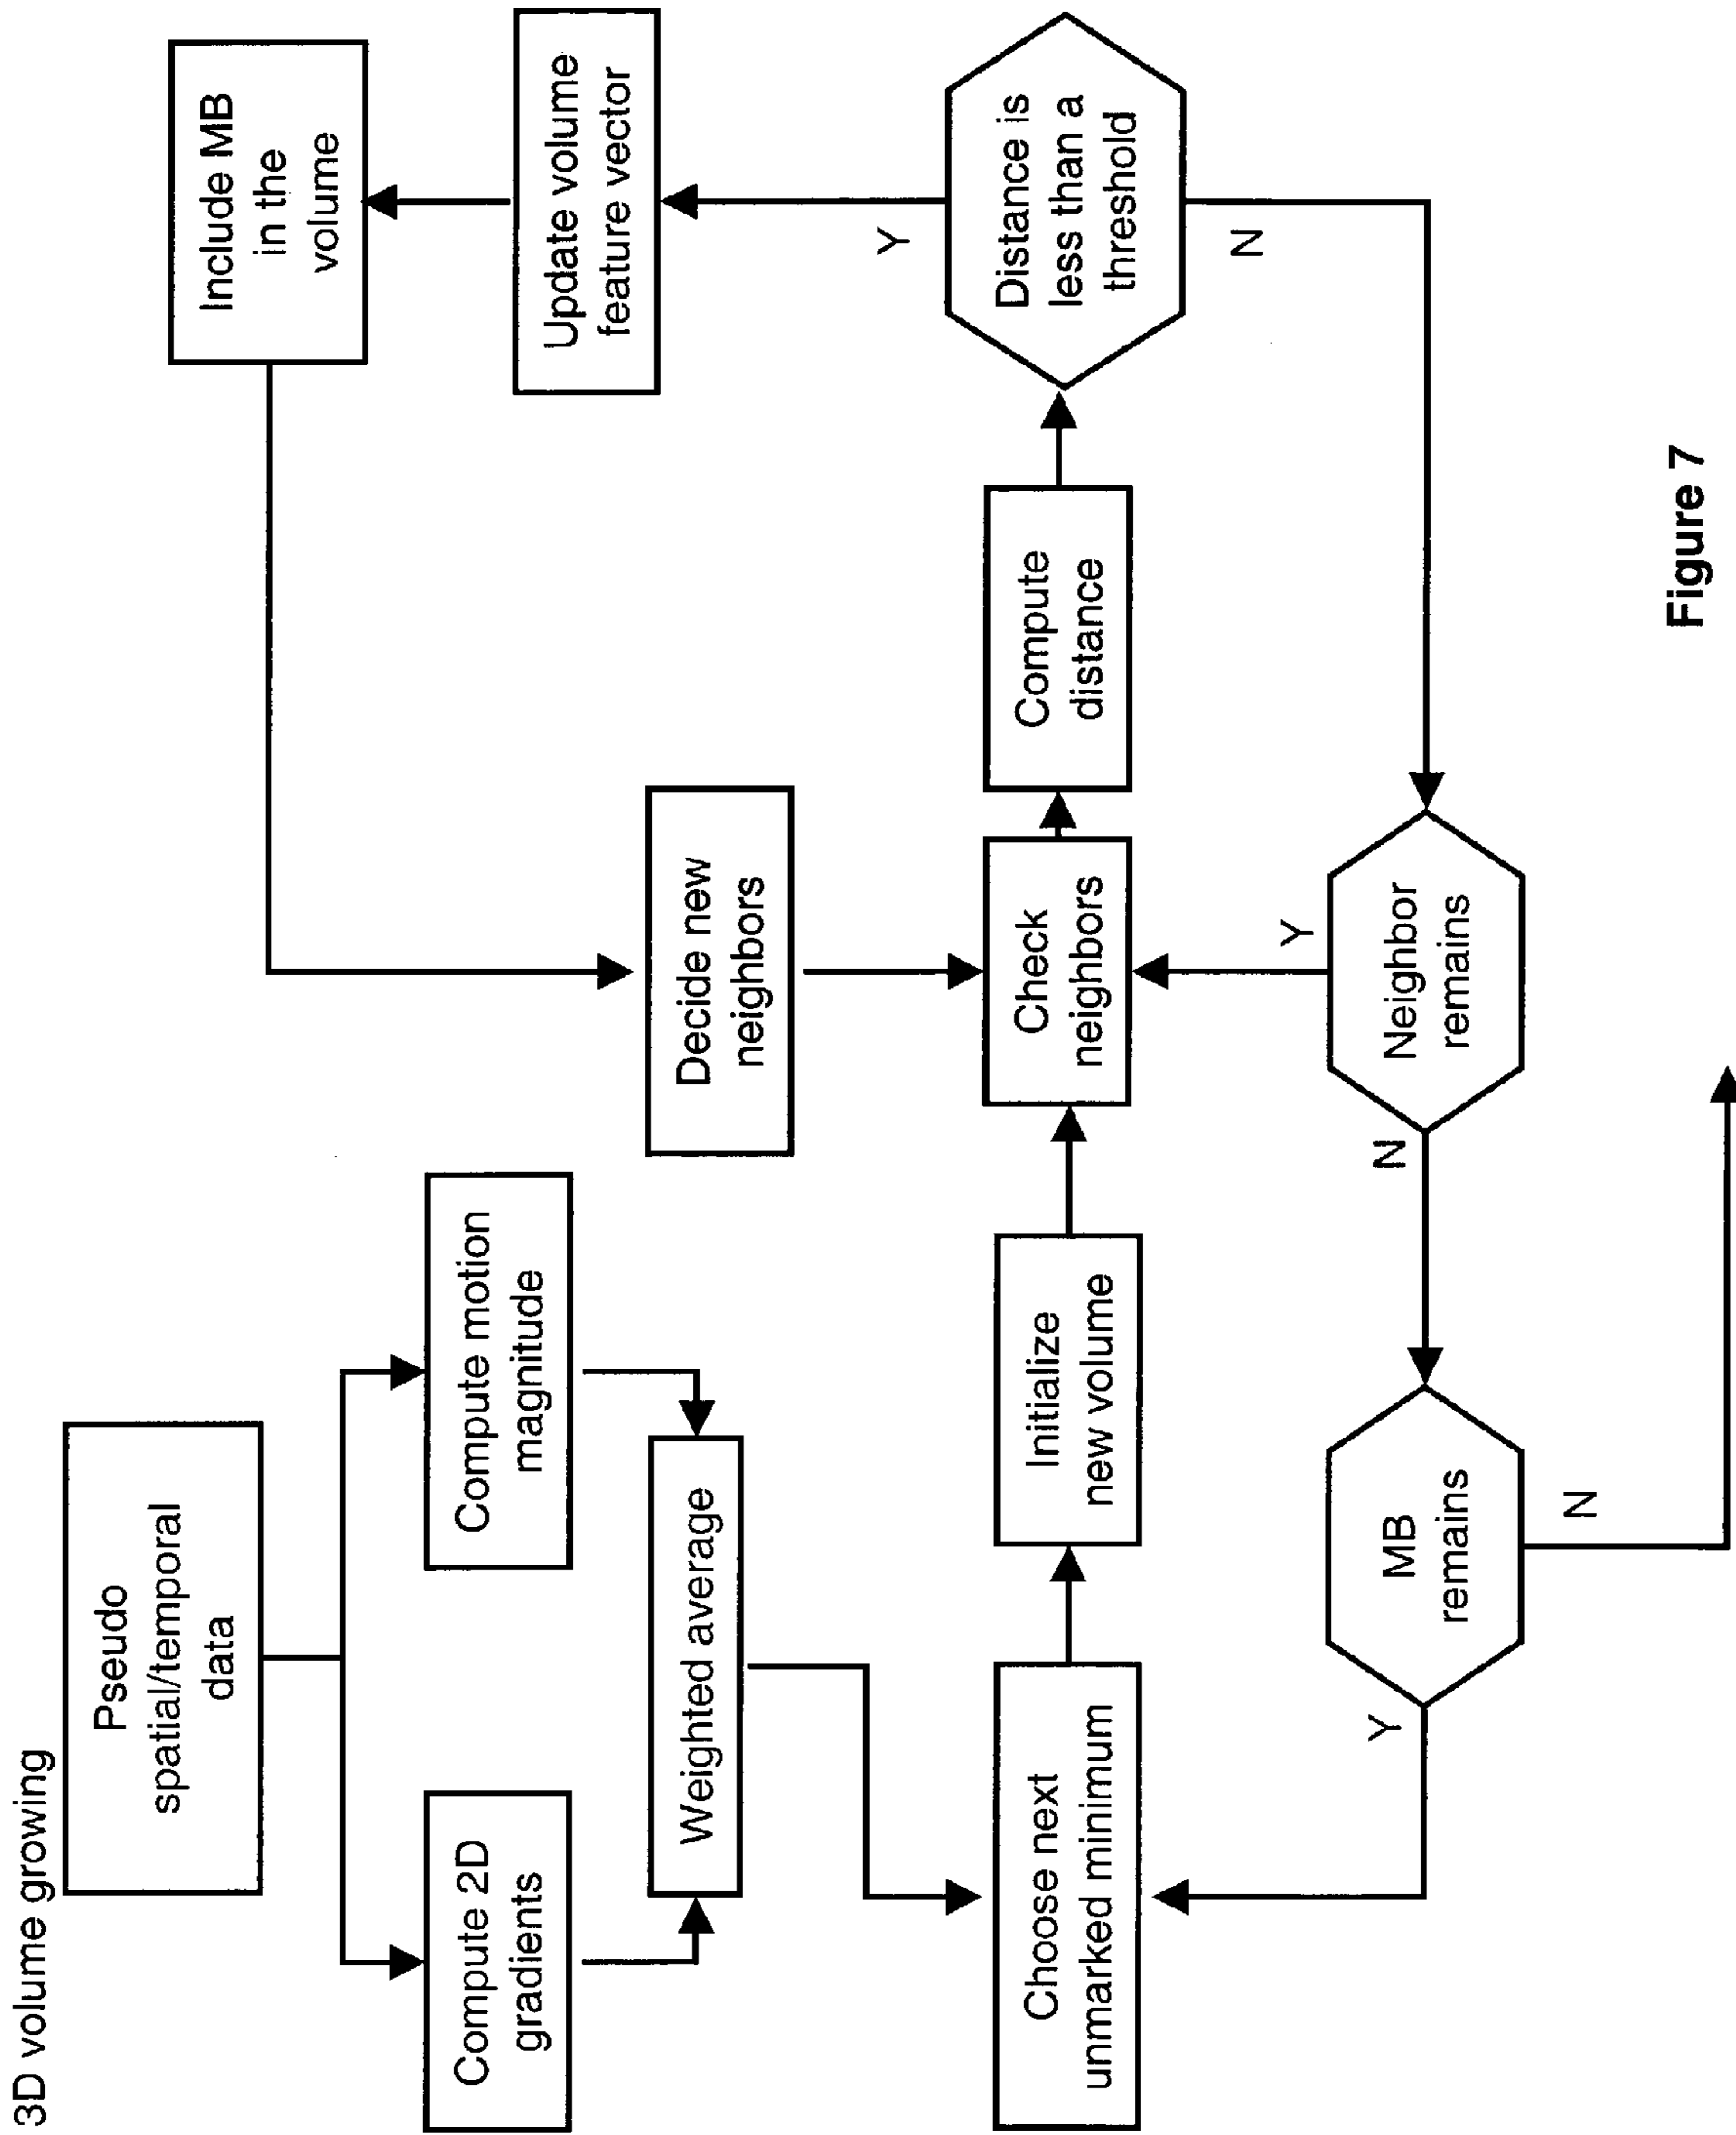 3D volume growing
Pseudo
spatial/temporal
data
Compute 2D
gradients
Compute motion
magnitude
Weighted average
Choose next
unmarked minimum
Initialize
new volume
Decide new
neighbors
Check
neighbors
Compute
distance
Include MB
in the
volume
Update volume
feature vector
Y
Distance is
less than a
threshold
N
Y
Neighbor
remains
N
MB
remains
Y
N
Figure 7